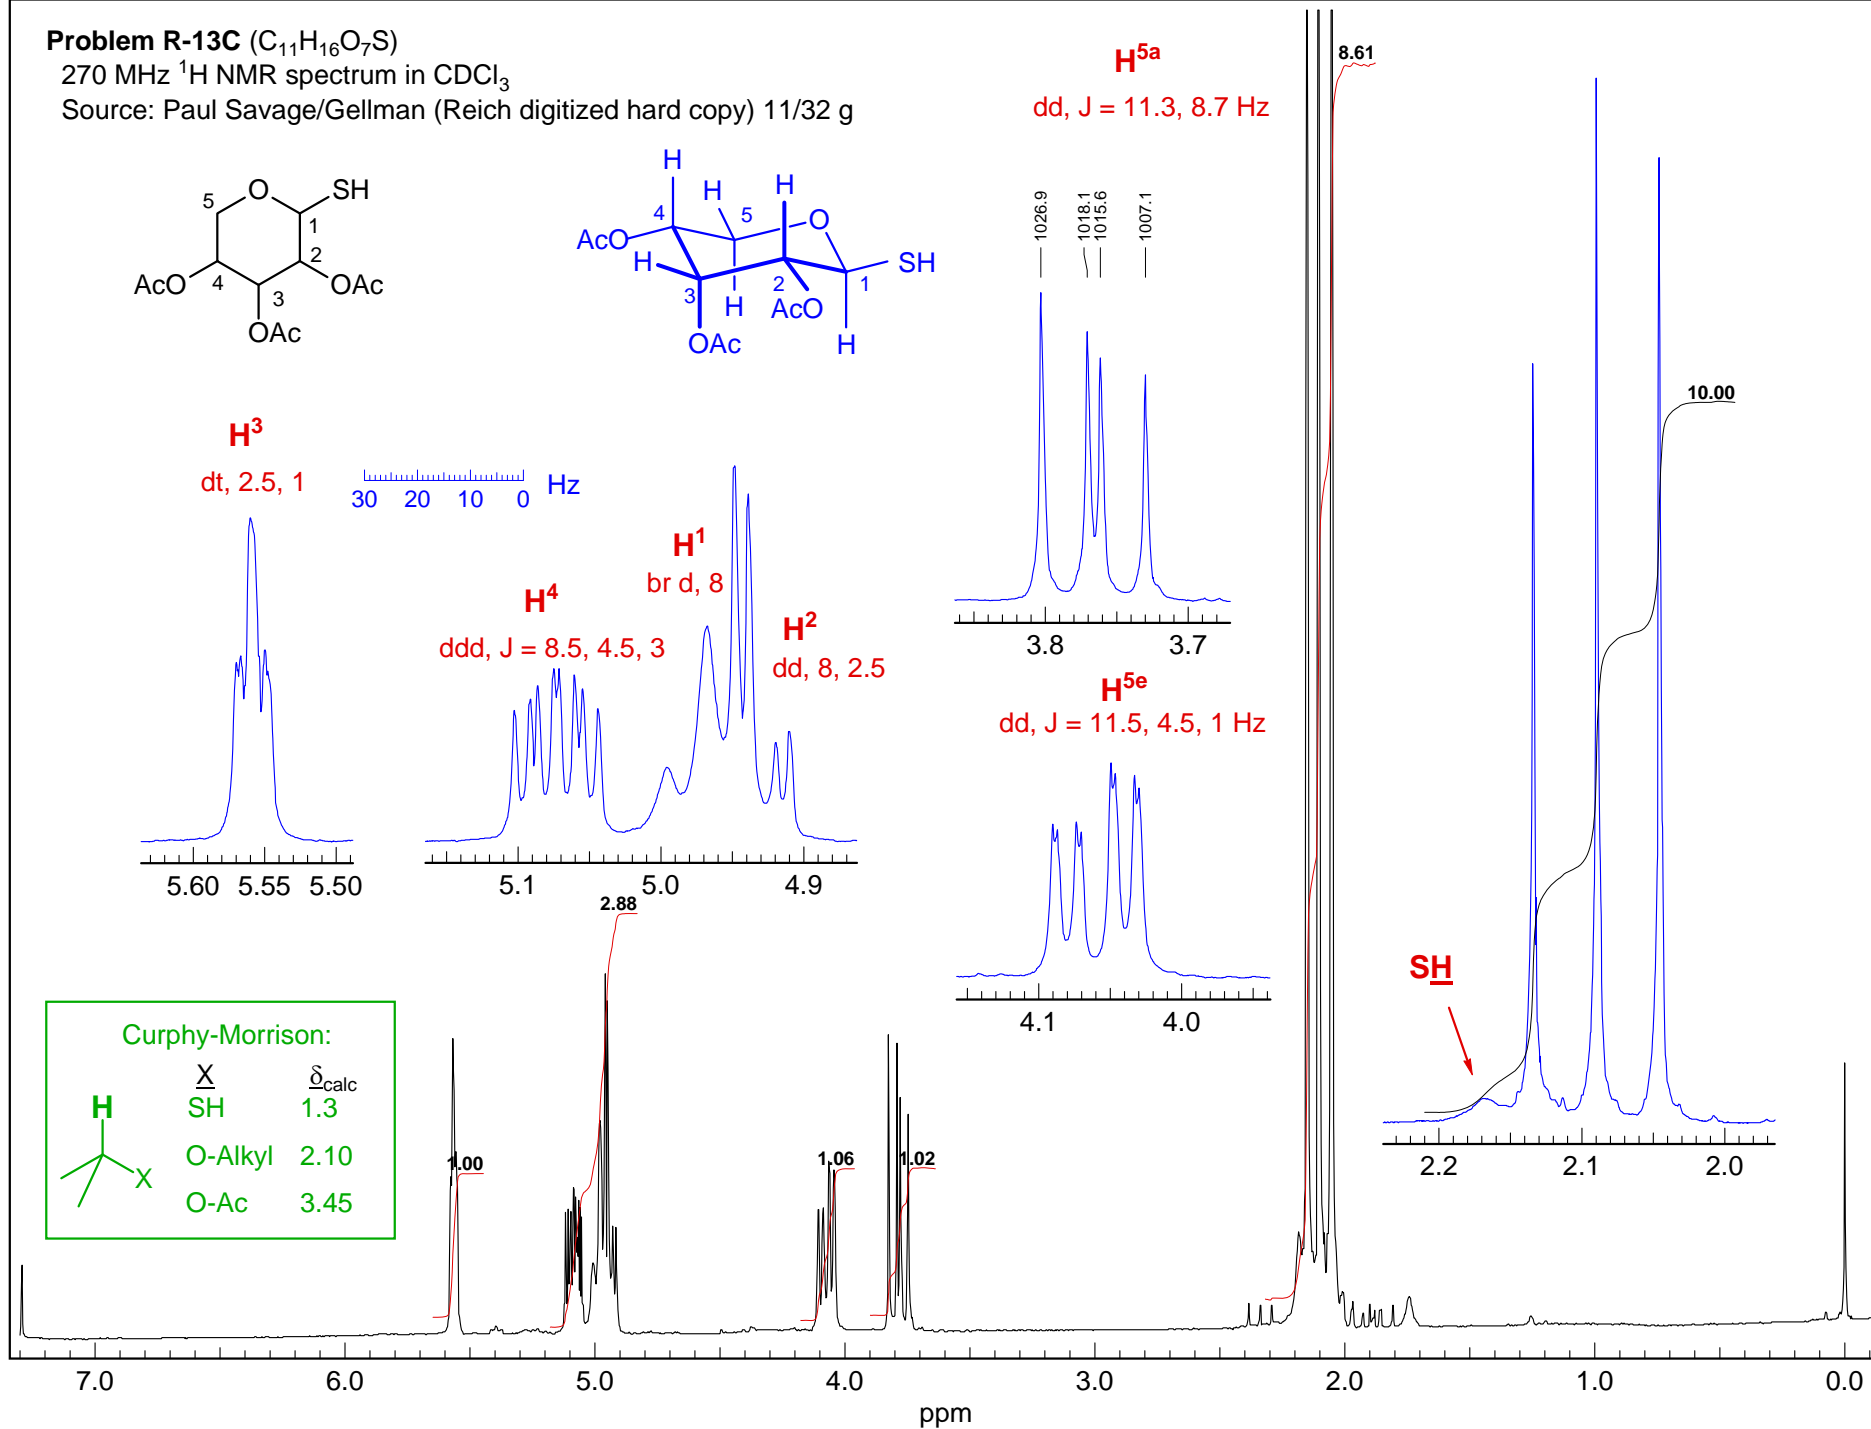 Problem R-13C (C₁₁H₁₆O₇S)
270 MHz ¹H NMR spectrum in CDCl₃
Source: Paul Savage/Gellman (Reich digitized hard copy) 11/32 g
5
O
SH
1
2
AcO
4
3
OAc
OAc
H
H
H
4
5
O
AcO
H
SH
2
1
3
H
AcO
OAc
H
H⁵ᵃ
dd, J = 11.3, 8.7 Hz
1026.9
1018.1
1015.6
1007.1
3.8
3.7
8.61
10.00
H³
dt, 2.5, 1
30 20 10 0 Hz
H⁴
ddd, J = 8.5, 4.5, 3
H¹
br d, 8
H²
dd, 8, 2.5
5.60 5.55 5.50
5.1 5.0 4.9
H⁵ᵉ
dd, J = 11.5, 4.5, 1 Hz
4.1 4.0
2.88
SH
2.2 2.1 2.0
Curphy-Morrison:
X δcalc
H
SH 1.3
O-Alkyl 2.10
X
O-Ac 3.45
1.00
1.06
1.02
7.0 6.0 5.0 4.0 3.0 2.0 1.0 0.0
ppm